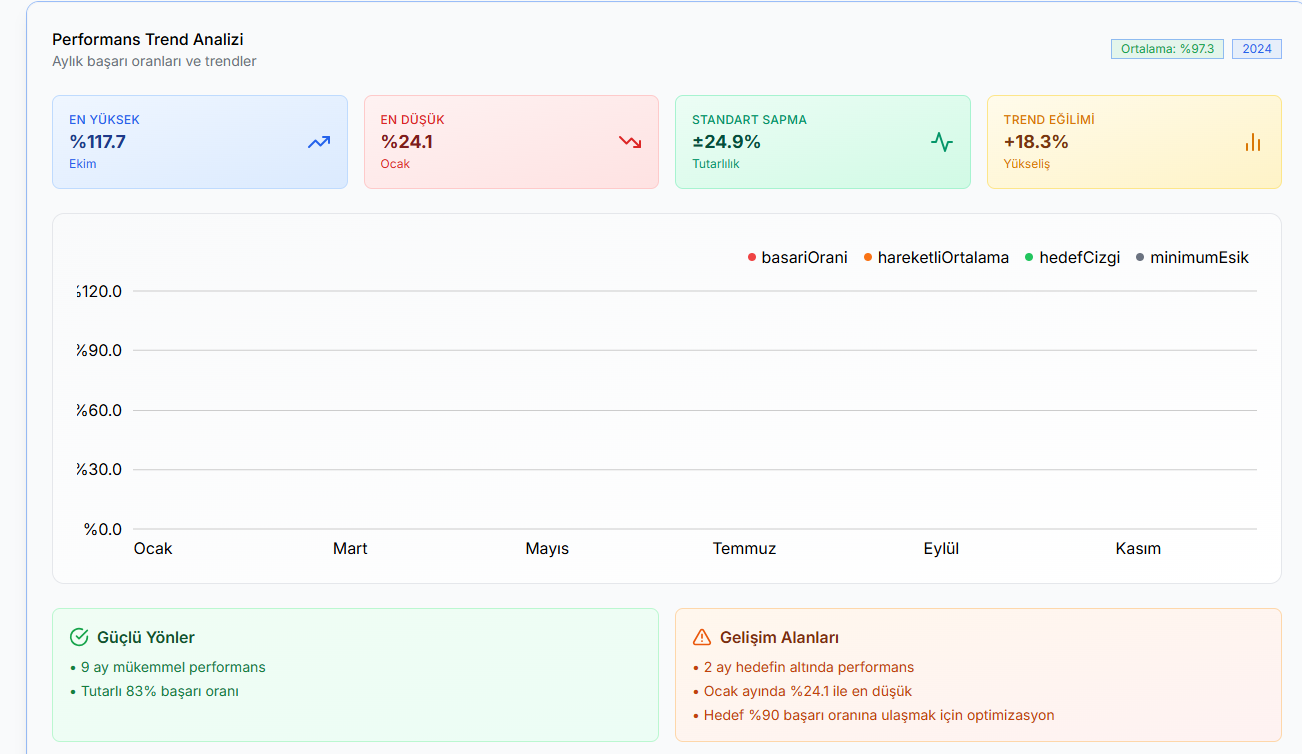 Performans Trend Analizi
Aylık başarı oranları ve trendler
Ortalama: %97.3
2024
EN YÜKSEK
%117.7
Ekim
EN DÜŞÜK
%24.1
Ocak
STANDART SAPMA
±24.9%
Tutarlılık
TREND EĞİLİMİ
+18.3%
Yükseliş
basariOrani hareketliOrtalama hedefCizgi minimumEsik
%120.0
%90.0
%60.0
%30.0
%0.0
Ocak Mart Mayıs Temmuz Eylül Kasım
Güçlü Yönler
• 9 ay mükemmel performans
• Tutarlı 83% başarı oranı
Gelişim Alanları
• 2 ay hedefin altında performans
• Ocak ayında %24.1 ile en düşük
• Hedef %90 başarı oranına ulaşmak için optimizasyon